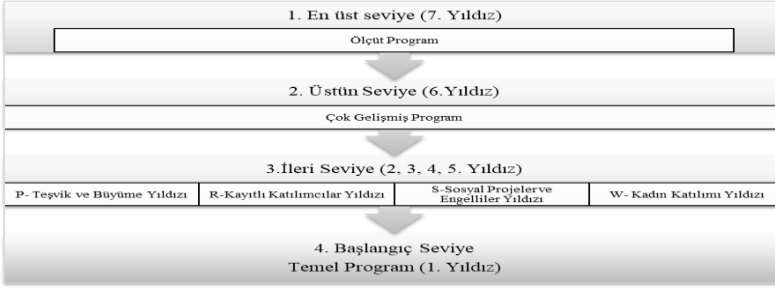 1. En üst seviye (7. Yıldız)
Ölçüt Program
2. Üstün Seviye (6.Yıldız)
Çok Gelişmiş Program
3.İleri Seviye (2, 3, 4, 5. Yıldız)
P- Teşvik ve Büyüme Yıldızı
R-Kayıtlı Katılımcılar Yıldızı
S-Sosyal Projelerve
Engelliler Yıldızı
W- Kadın Katılımı Yıldızı
4. Başlangıç Seviye
Temel Program (1. Yıldız)